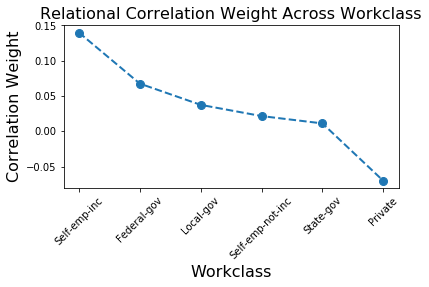 Relational Correlation Weight Across Workclass
Correlation Weight
0.15
0.10
0.05
0.00
−0.05
Self-emp-inc
Federal-gov
Local-gov
Self-emp-not-inc
State-gov
Private
Workclass